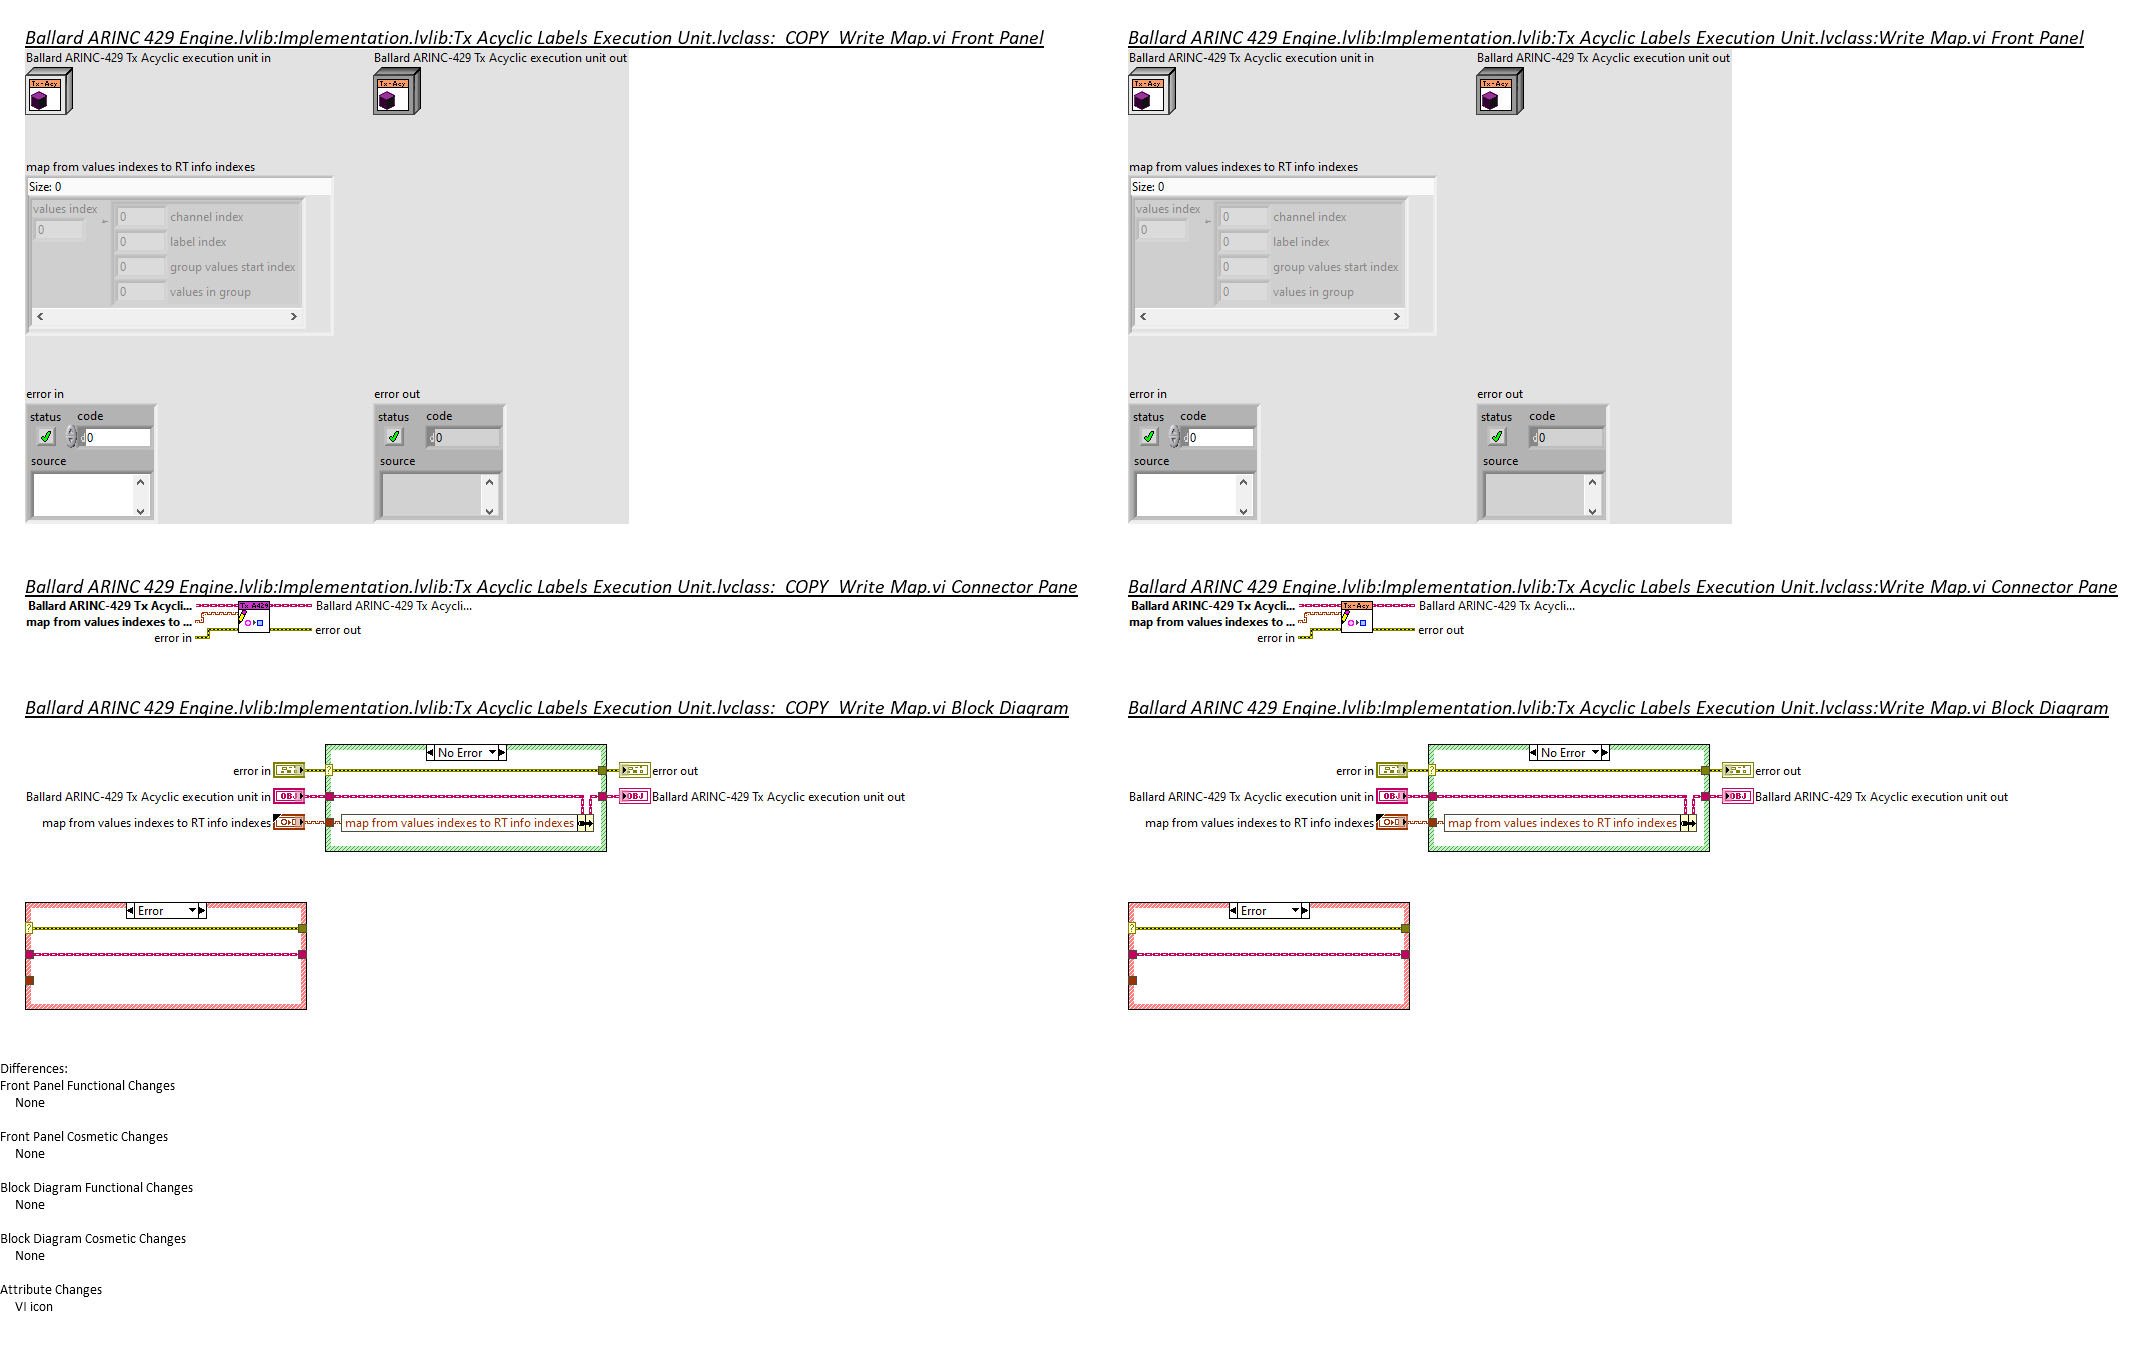 Ballard ARINC 429 Engine.lvlib:Implementation.lvlib:Tx Acyclic Labels Execution Unit.lvclass:  COPY  Write Map.vi Front Panel
Ballard ARINC-429 Tx Acyclic execution unit in
Ballard ARINC-429 Tx Acyclic execution unit out
Tx-Acy
Tx-Acy
map from values indexes to RT info indexes
Size: 0
values index
0
0 channel index
0 label index
0 group values start index
0 values in group
error in
status code
0
source
error out
status code
0
source
Ballard ARINC 429 Engine.lvlib:Implementation.lvlib:Tx Acyclic Labels Execution Unit.lvclass:Write Map.vi Front Panel
Ballard ARINC-429 Tx Acyclic execution unit in
Ballard ARINC-429 Tx Acyclic execution unit out
Tx-Acy
Tx-Acy
map from values indexes to RT info indexes
Size: 0
values index
0
0 channel index
0 label index
0 group values start index
0 values in group
error in
status code
0
source
error out
status code
0
source
Ballard ARINC 429 Engine.lvlib:Implementation.lvlib:Tx Acyclic Labels Execution Unit.lvclass:  COPY  Write Map.vi Connector Pane
Ballard ARINC-429 Tx Acycli...
Tx A429
Ballard ARINC-429 Tx Acycli...
map from values indexes to ...
error in
error out
Ballard ARINC 429 Engine.lvlib:Implementation.lvlib:Tx Acyclic Labels Execution Unit.lvclass:Write Map.vi Connector Pane
Ballard ARINC-429 Tx Acycli...
Tx-Acy
Ballard ARINC-429 Tx Acycli...
map from values indexes to ...
error in
error out
Ballard ARINC 429 Engine.lvlib:Implementation.lvlib:Tx Acyclic Labels Execution Unit.lvclass:  COPY  Write Map.vi Block Diagram
No Error
error in
?
error out
Ballard ARINC-429 Tx Acyclic execution unit in
OBJ
OBJ
Ballard ARINC-429 Tx Acyclic execution unit out
map from values indexes to RT info indexes
map from values indexes to RT info indexes
Error
?
Ballard ARINC 429 Engine.lvlib:Implementation.lvlib:Tx Acyclic Labels Execution Unit.lvclass:Write Map.vi Block Diagram
No Error
error in
?
error out
Ballard ARINC-429 Tx Acyclic execution unit in
OBJ
OBJ
Ballard ARINC-429 Tx Acyclic execution unit out
map from values indexes to RT info indexes
map from values indexes to RT info indexes
Error
?
Differences:
Front Panel Functional Changes
None
Front Panel Cosmetic Changes
None
Block Diagram Functional Changes
None
Block Diagram Cosmetic Changes
None
Attribute Changes
VI icon